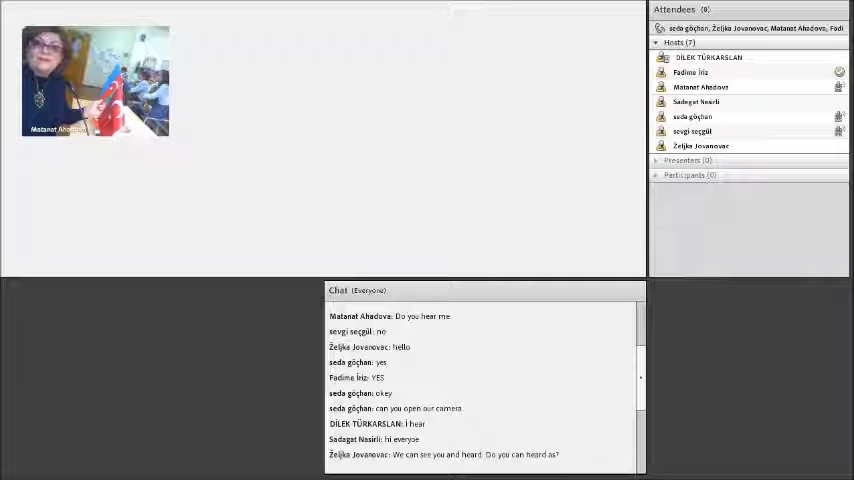 Matanat Ahadova
Attendees (8)
seda göçhan, Željka Jovanovac, Matanat Ahadova, Fadi
Hosts (7)
DİLEK TÜRKARSLAN
Fadime İriz
Matanat Ahadova
Sadagat Nasirli
seda göçhan
sevgi seçgül
Željka Jovanovac
Presenters (0)
Participants (0)
Chat (Everyone)
Matanat Ahadova: Do you hear me
sevgi seçgül: no
Željka Jovanovac: hello
seda göçhan: yes
Fadime İriz: YES
seda göçhan: okey
seda göçhan: can you open our camera
DİLEK TÜRKARSLAN: İ hear
Sadagat Nasirli: hi everyoe
Željka Jovanovac: We can see you and heard. Do you can heard as?